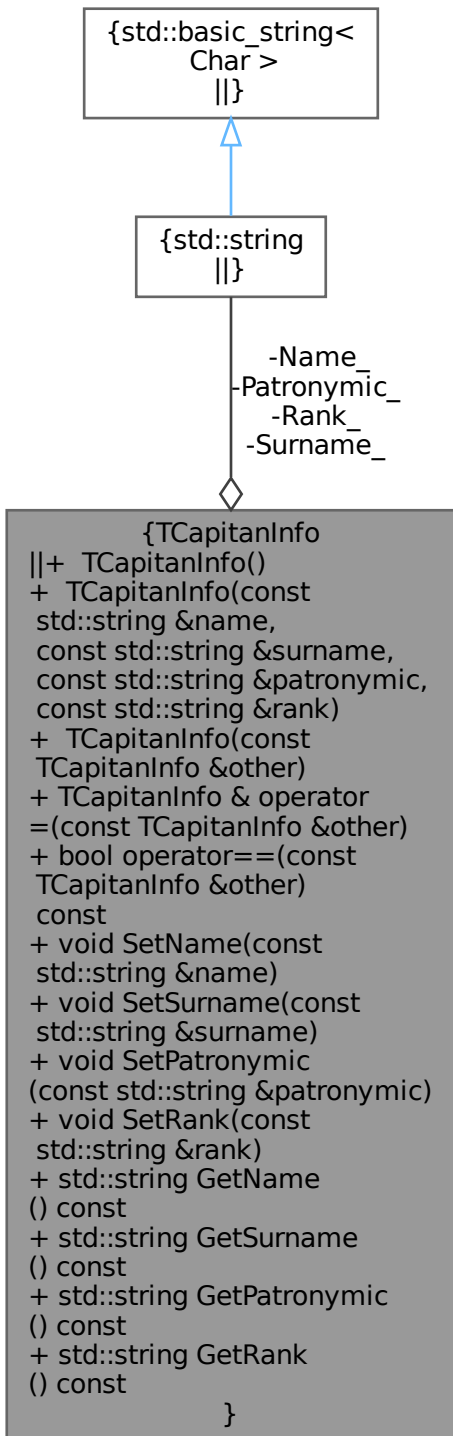 {std::basic_string<
Char >
||}
{std::string
||}
-Name_
-Patronymic_
-Rank_
-Surname_
{TCapitanInfo
||+  TCapitanInfo()
+  TCapitanInfo(const
std::string &name,
const std::string &surname,
const std::string &patronymic,
const std::string &rank)
+  TCapitanInfo(const
TCapitanInfo &other)
+ TCapitanInfo & operator
=(const TCapitanInfo &other)
+ bool operator==(const
TCapitanInfo &other)
const
+ void SetName(const
std::string &name)
+ void SetSurname(const
std::string &surname)
+ void SetPatronymic
(const std::string &patronymic)
+ void SetRank(const
std::string &rank)
+ std::string GetName
() const
+ std::string GetSurname
() const
+ std::string GetPatronymic
() const
+ std::string GetRank
() const
}